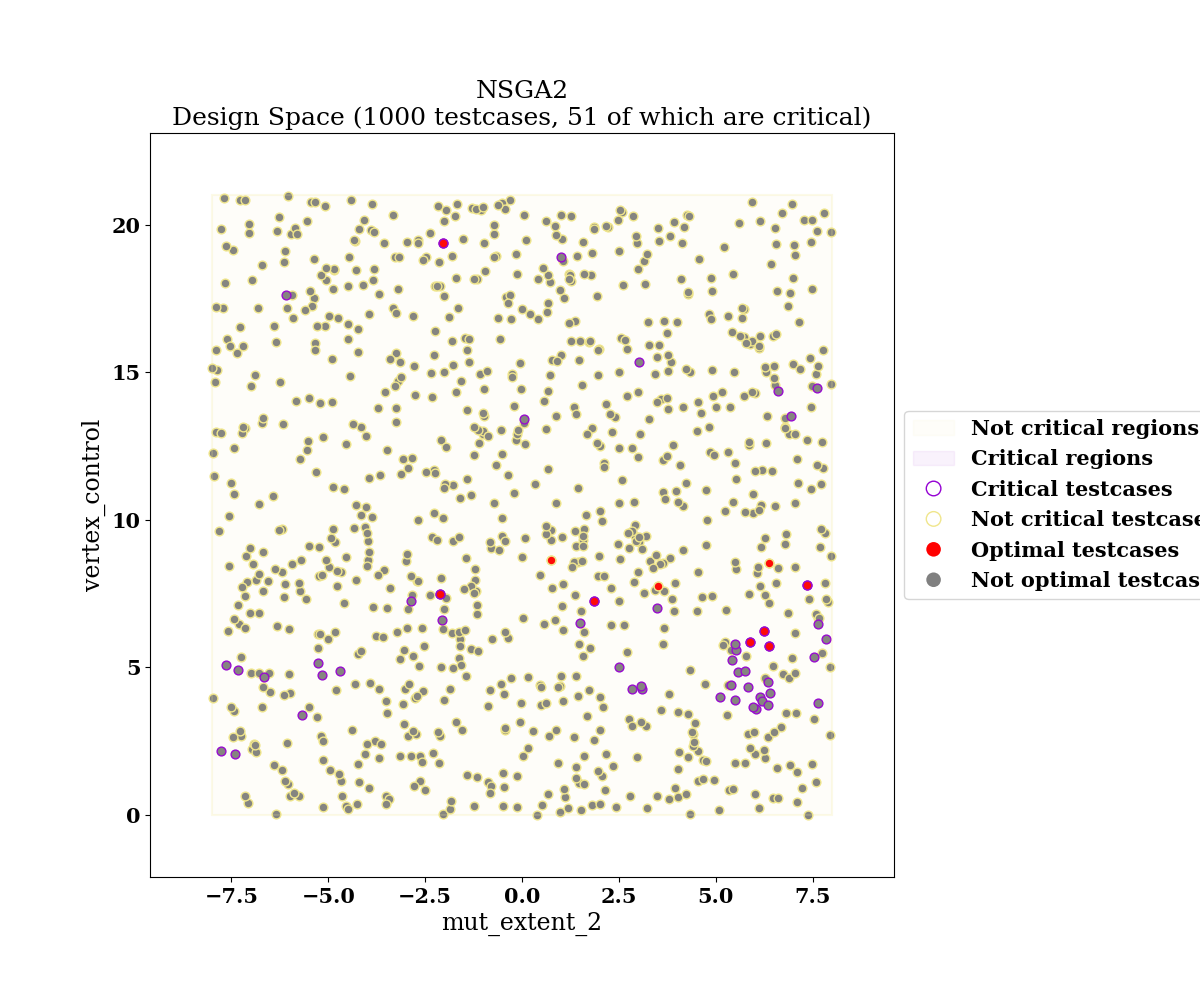 NSGA2
Design Space (1000 testcases, 51 of which are critical)
20
15
10
5
0
vertex_control
−7.5
−5.0
−2.5
0.0
2.5
5.0
7.5
mut_extent_2
Not critical regions
Critical regions
Critical testcases
Not critical testcase
Optimal testcases
Not optimal testcas